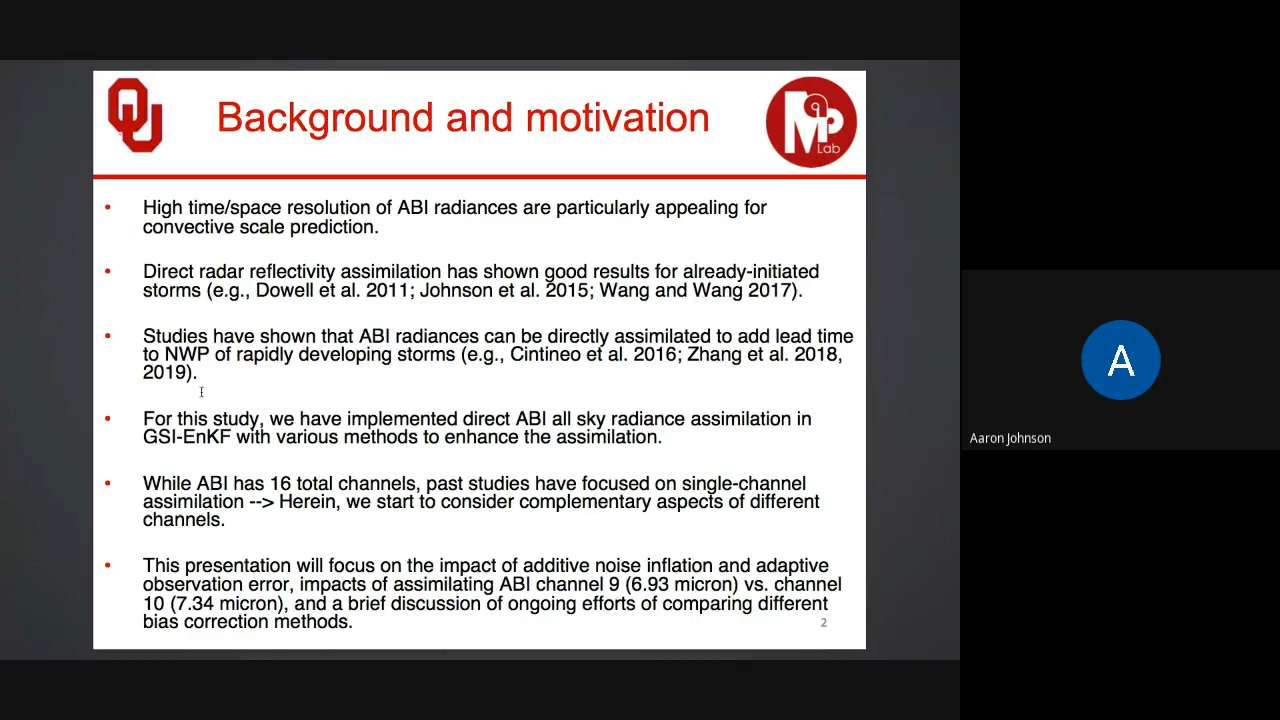 OU
Background and motivation
Map
Lab
• High time/space resolution of ABI radiances are particularly appealing for
convective scale prediction.
• Direct radar reflectivity assimilation has shown good results for already-initiated
storms (e.g., Dowell et al. 2011; Johnson et al. 2015; Wang and Wang 2017).
• Studies have shown that ABI radiances can be directly assimilated to add lead time
to NWP of rapidly developing storms (e.g., Cintineo et al. 2016; Zhang et al. 2018,
2019).
• For this study, we have implemented direct ABI all sky radiance assimilation in
GSI-EnKF with various methods to enhance the assimilation.
• While ABI has 16 total channels, past studies have focused on single-channel
assimilation --> Herein, we start to consider complementary aspects of different
channels.
• This presentation will focus on the impact of additive noise inflation and adaptive
observation error, impacts of assimilating ABI channel 9 (6.93 micron) vs. channel
10 (7.34 micron), and a brief discussion of ongoing efforts of comparing different
bias correction methods.
2
A
Aaron Johnson